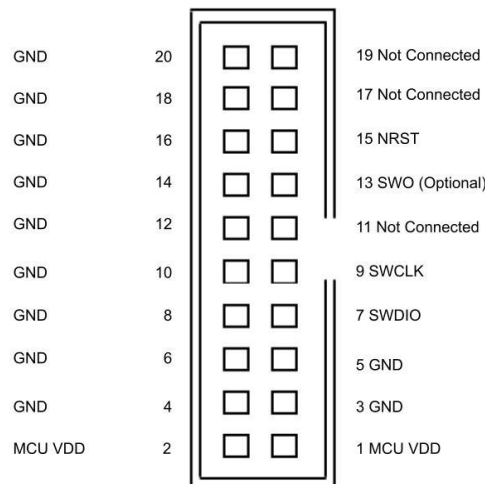 GND 20 19 Not Connected
GND 18 17 Not Connected
GND 16 15 NRST
GND 14 13 SWO (Optional)
GND 12 11 Not Connected
GND 10 9 SWCLK
GND 8 7 SWDIO
GND 6 5 GND
GND 4 3 GND
MCU VDD 2 1 MCU VDD